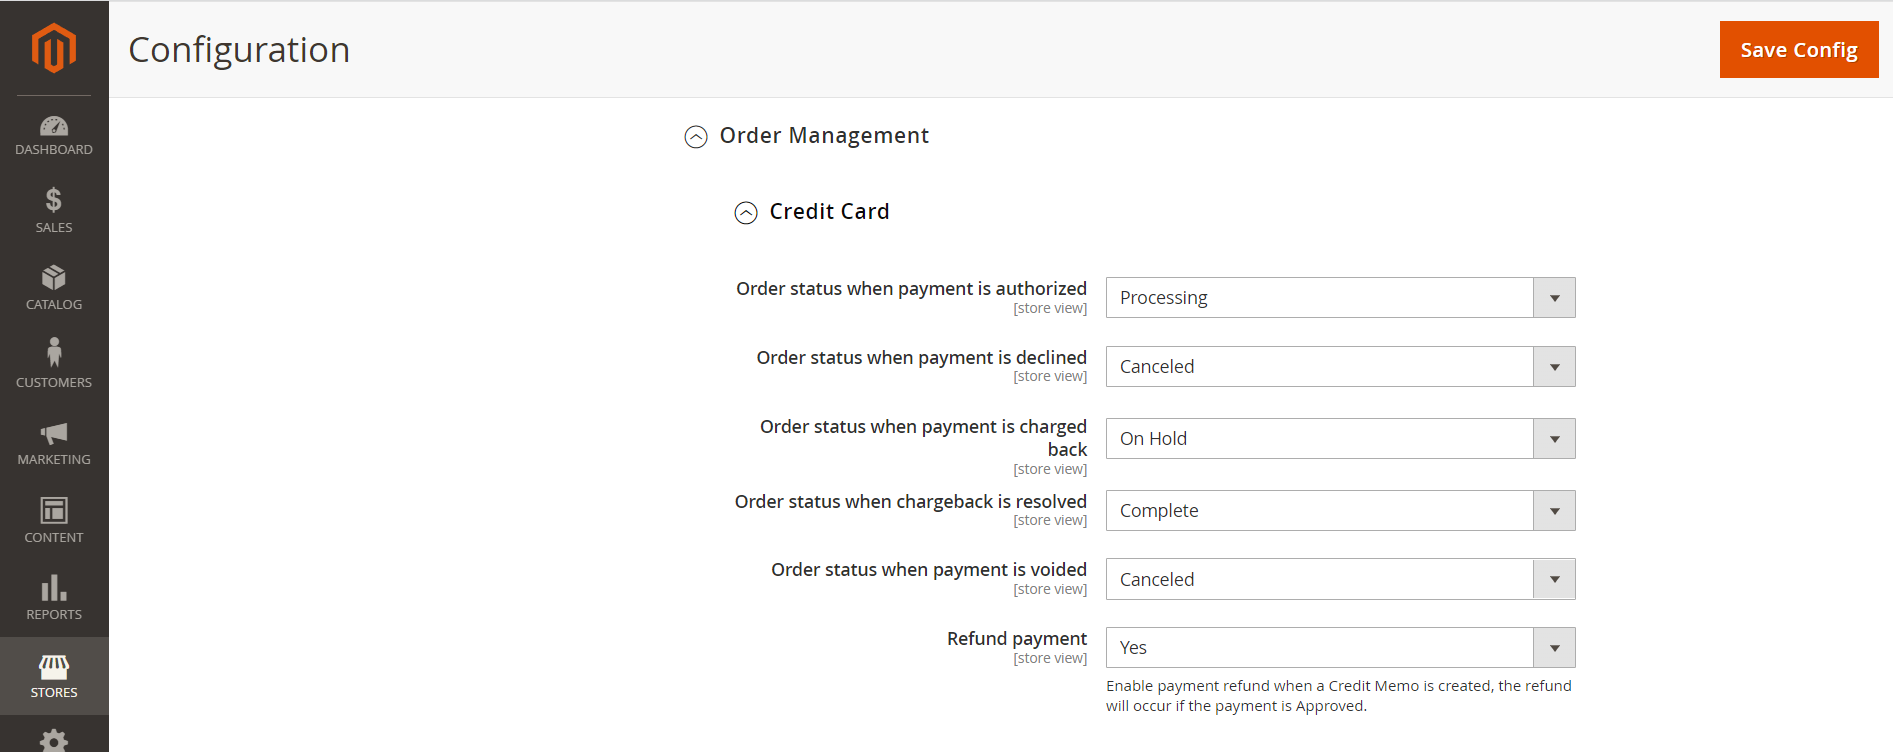 Configuration
Save Config
DASHBOARD
SALES
CATALOG
CUSTOMERS
MARKETING
CONTENT
REPORTS
STORES
Order Management
Credit Card
Order status when payment is authorized
[store view]
Processing
Order status when payment is declined
[store view]
Canceled
Order status when payment is charged
back
[store view]
On Hold
Order status when chargeback is resolved
[store view]
Complete
Order status when payment is voided
[store view]
Canceled
Refund payment
[store view]
Yes
Enable payment refund when a Credit Memo is created, the refund
will occur if the payment is Approved.